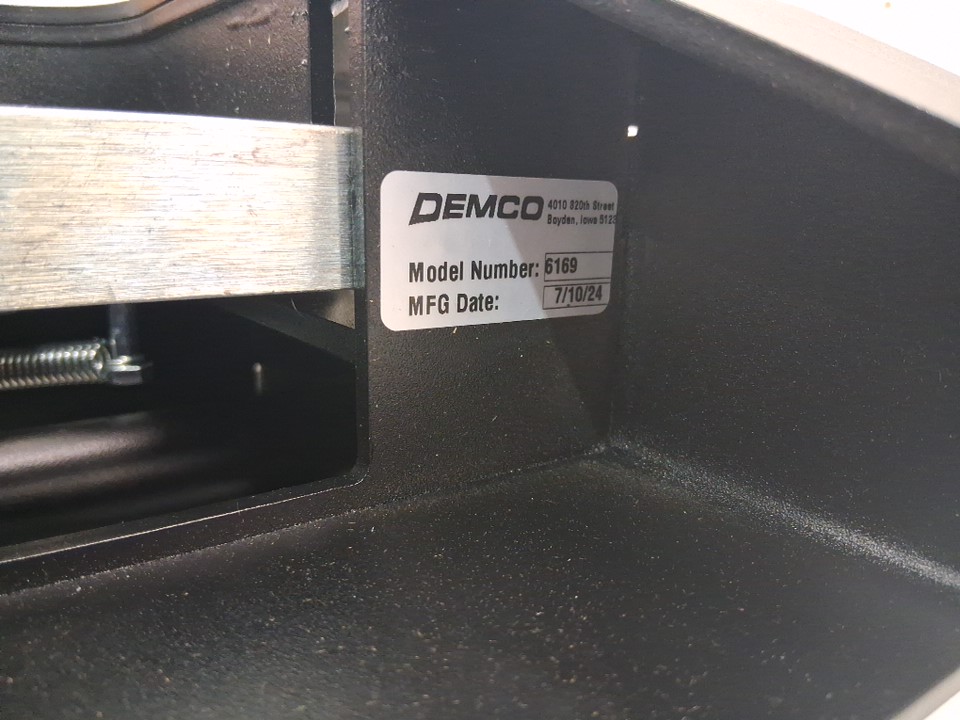 DEMCO
4010 320th Street
Boyden, Iowa
Model Number: 6169
MFG Date: 7/10/24